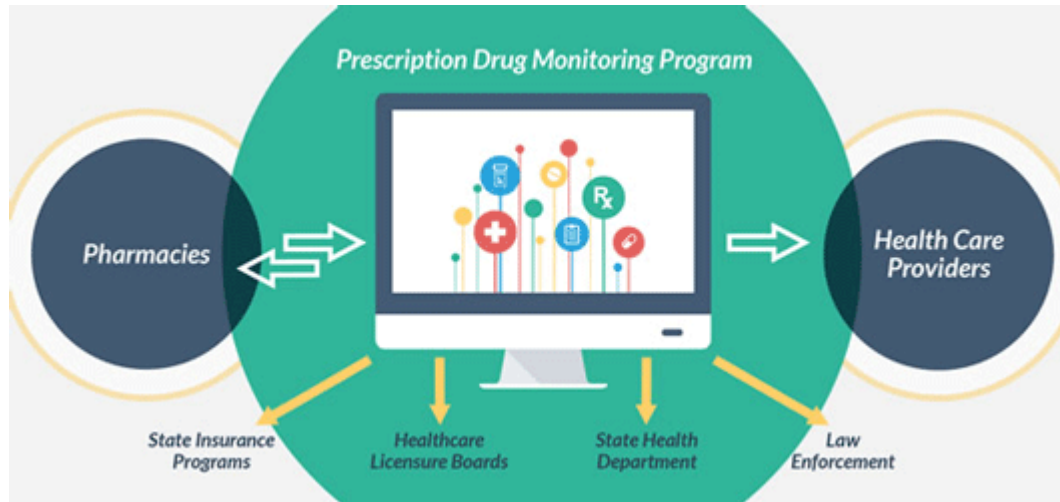 Prescription Drug Monitoring Program
Pharmacies
Rx
Health Care
Providers
State Insurance
Programs
Healthcare
Licensure Boards
State Health
Department
Law
Enforcement